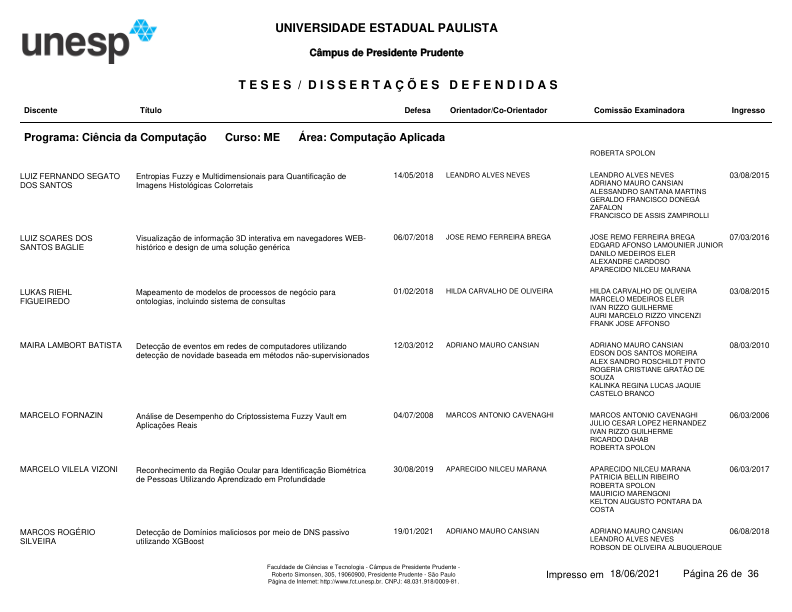 unesp
UNIVERSIDADE ESTADUAL PAULISTA
Câmpus de Presidente Prudente
TESES / DISSERTAÇÕES DEFENDIDAS
Discente Título Defesa Orientador/Co-Orientador Comissão Examinadora Ingresso
Programa: Ciência da Computação Curso: ME Área: Computação Aplicada
ROBERTA SPOLON
LUIZ FERNANDO SEGATO DOS SANTOS
Entropias Fuzzy e Multidimensionais para Quantificação de
Imagens Histológicas Colorretais
14/05/2018
LEANDRO ALVES NEVES
LEANDRO ALVES NEVES
ADRIANO MAURO CANSIAN
ALESSANDRO SANTANA MARTINS
GERALDO FRANCISCO DONEGÁ
ZAFALON
FRANCISCO DE ASSIS ZAMPIROLLI
03/08/2015
LUIZ SOARES DOS
SANTOS BAGLIE
Visualização de informação 3D interativa em navegadores WEB-
histórico e design de uma solução genérica
06/07/2018
JOSE REMO FERREIRA BREGA
JOSE REMO FERREIRA BREGA
EDGARD AFONSO LAMOUNIER JUNIOR
DANILO MEDEIROS ELER
ALEXANDRE CARDOSO
APARECIDO NILCEU MARANA
07/03/2016
LUKAS RIEHL
FIGUEIREDO
Mapeamento de modelos de processos de negócio para
ontologias, incluindo sistema de consultas
01/02/2018
HILDA CARVALHO DE OLIVEIRA
HILDA CARVALHO DE OLIVEIRA
MARCELO MEDEIROS ELER
IVAN RIZZO GUILHERME
AURI MARCELO RIZZO VINCENZI
FRANK JOSE AFFONSO
03/08/2015
MAIRA LAMBORT BATISTA
Detecção de eventos em redes de computadores utilizando
detecção de novidade baseada em métodos não-supervisionados
12/03/2012
ADRIANO MAURO CANSIAN
ADRIANO MAURO CANSIAN
EDSON DOS SANTOS MOREIRA
ALEX SANDRO ROSCHILDT PINTO
ROGERIA CRISTIANE GRATÃO DE
SOUZA
KALINKA REGINA LUCAS JAQUIE
CASTELO BRANCO
08/03/2010
MARCELO FORNAZIN
Análise de Desempenho do Criptossistema Fuzzy Vault em
Aplicações Reais
04/07/2008
MARCOS ANTONIO CAVENAGHI
MARCOS ANTONIO CAVENAGHI
JULIO CESAR LOPEZ HERNANDEZ
IVAN RIZZO GUILHERME
RICARDO DAHAB
ROBERTA SPOLON
06/03/2006
MARCELO VILELA VIZONI
Reconhecimento da Região Ocular para Identificação Biométrica
de Pessoas Utilizando Aprendizado em Profundidade
30/08/2019
APARECIDO NILCEU MARANA
APARECIDO NILCEU MARANA
PATRICIA BELLIN RIBEIRO
ROBERTA SPOLON
MAURICIO MARENGONI
KELTON AUGUSTO PONTARA DA
COSTA
06/03/2017
MARCOS ROGÉRIO
SILVEIRA
Detecção de Domínios maliciosos por meio de DNS passivo
utilizando XGBoost
19/01/2021
ADRIANO MAURO CANSIAN
ADRIANO MAURO CANSIAN
LEANDRO ALVES NEVES
ROBSON DE OLIVEIRA ALBUQUERQUE
06/08/2018
Faculdade de Ciências e Tecnologia - Câmpus de Presidente Prudente -
Roberto Simonsen, 305, 19060900, Presidente Prudente - São Paulo
Página de Internet: http://www.fct.unesp.br. CNPJ: 48.031.918/0009-81.
Impresso em 18/06/2021 Página 26 de 36